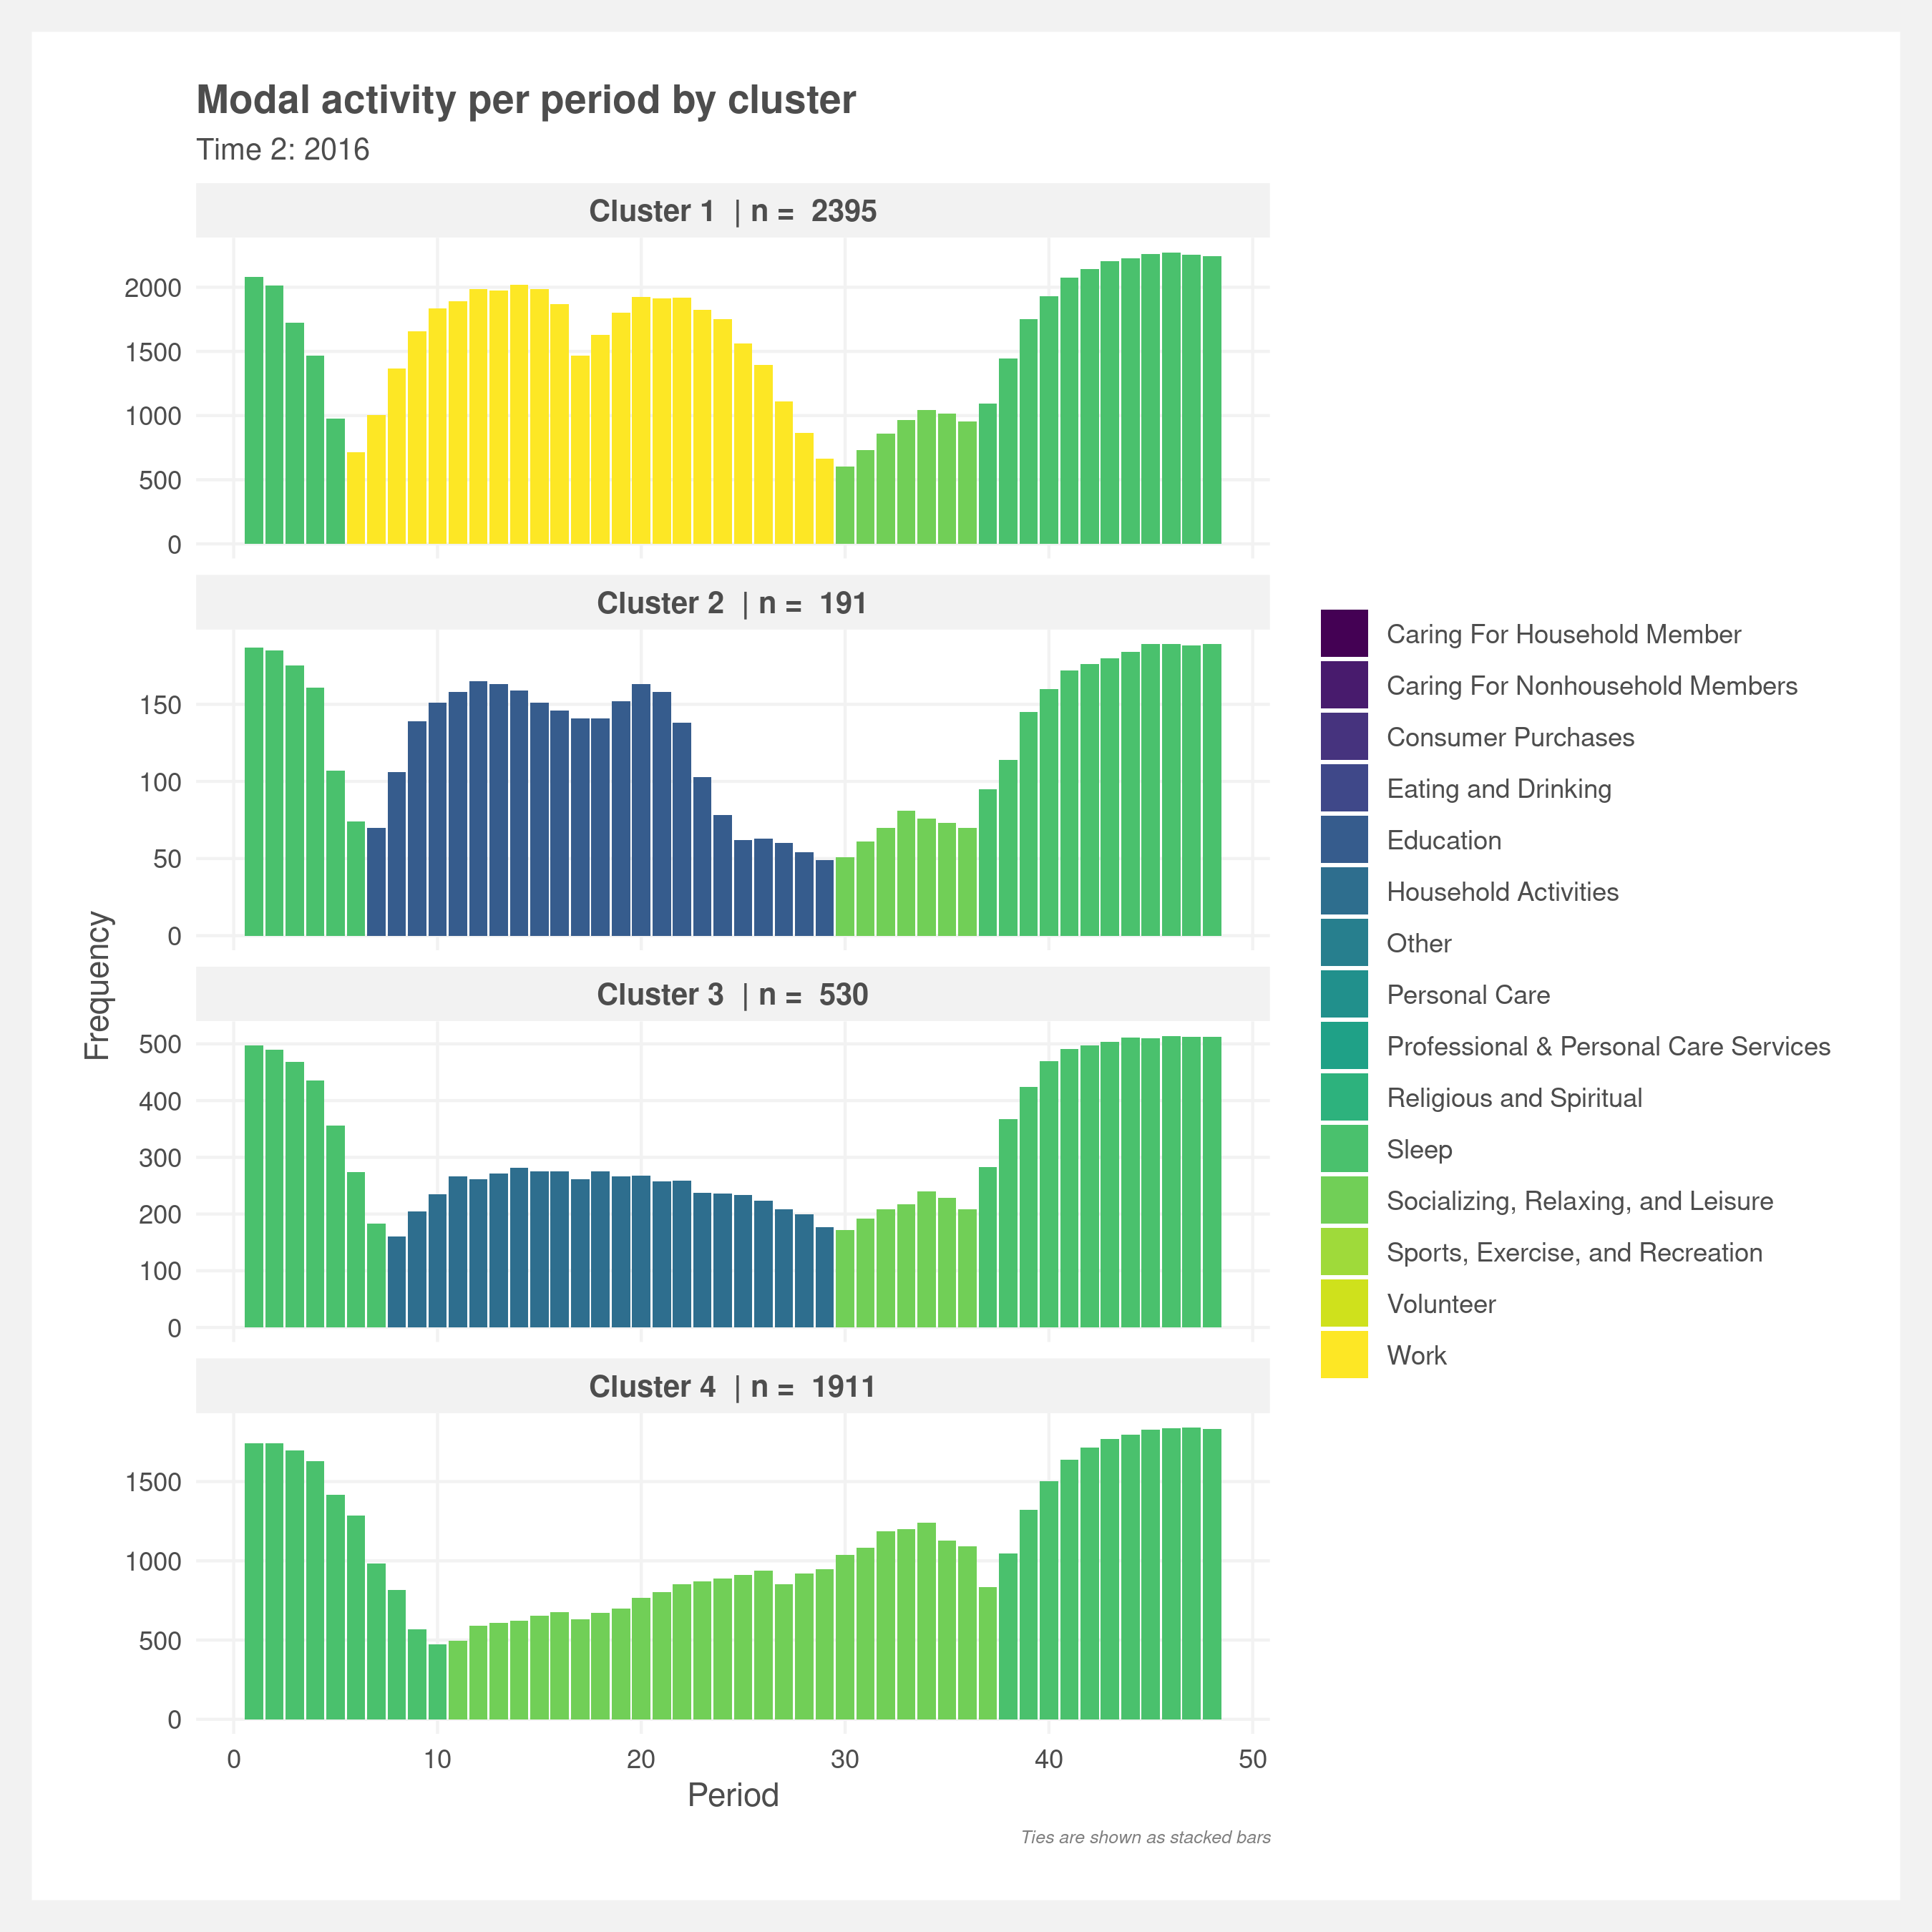 Modal activity per period by cluster
Time 2: 2016
Cluster 1 | n = 2395
2000
1500
1000
500
0
Cluster 2 | n = 191
150
100
50
0
Cluster 3 | n = 530
500
400
300
200
100
0
Cluster 4 | n = 1911
1500
1000
500
0
0 10 20 30 40 50
Period
Frequency
Caring For Household Member
Caring For Nonhousehold Members
Consumer Purchases
Eating and Drinking
Education
Household Activities
Other
Personal Care
Professional & Personal Care Services
Religious and Spiritual
Sleep
Socializing, Relaxing, and Leisure
Sports, Exercise, and Recreation
Volunteer
Work
Ties are shown as stacked bars